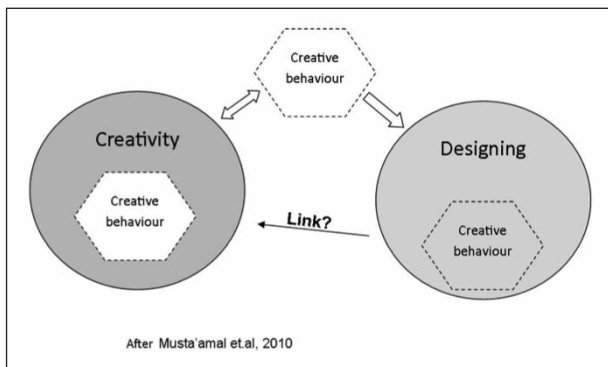 Creative
behaviour
Creativity
Designing
Creative
behaviour
Link?
Creative
behaviour
After Musta'amal et.al, 2010